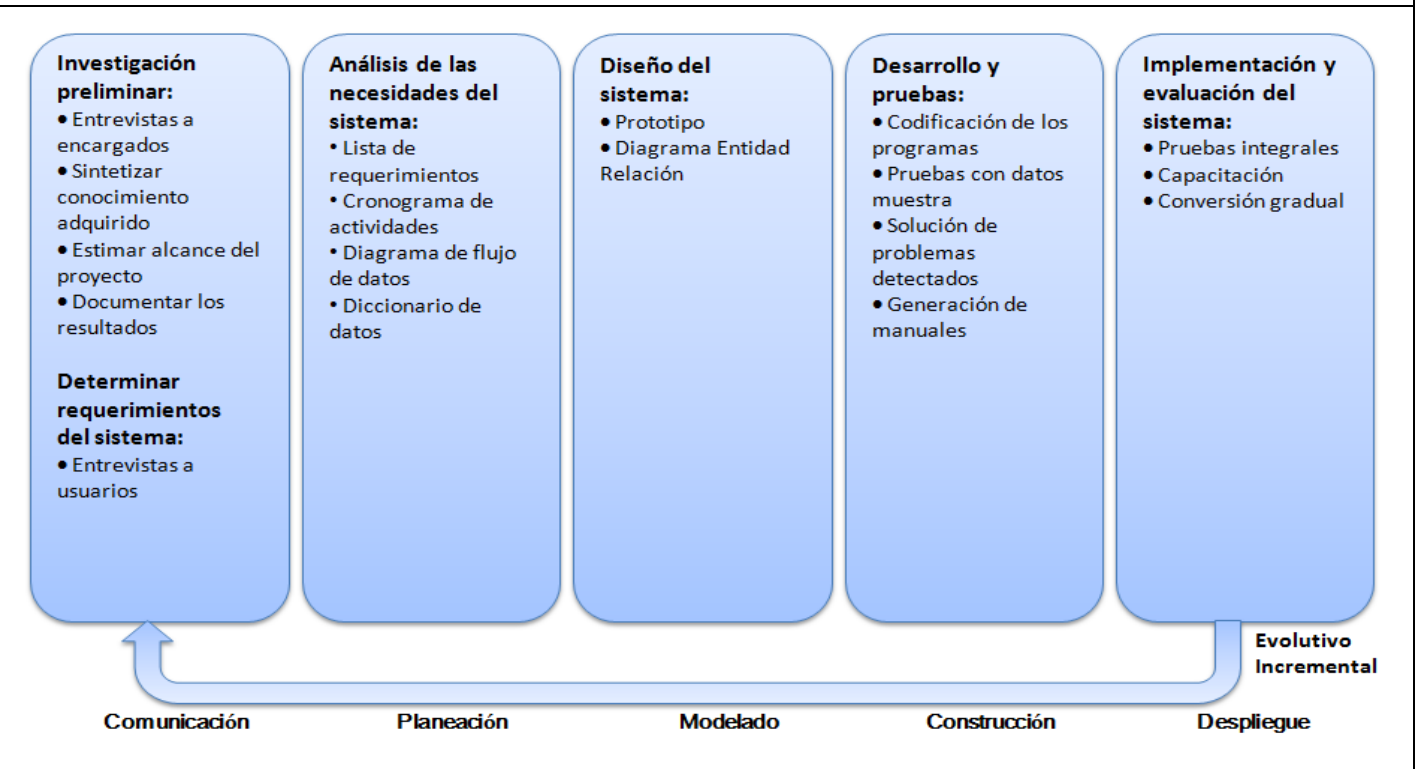 Investigación
preliminar:
• Entrevistas a
encargados
• Sintetizar
conocimiento
adquirido
• Estimar alcance del
proyecto
• Documentar los
resultados
Determinar
requerimientos
del sistema:
• Entrevistas a
usuarios
Análisis de las
necesidades del
sistema:
• Lista de
requerimientos
• Cronograma de
actividades
• Diagrama de flujo
de datos
• Diccionario de
datos
Diseño del
sistema:
• Prototipo
• Diagrama Entidad
Relación
Desarrollo y
pruebas:
• Codificación de los
programas
• Pruebas con datos
muestra
• Solución de
problemas
detectados
• Generación de
manuales
Implementación y
evaluación del
sistema:
• Pruebas integrales
• Capacitación
• Conversión gradual
Evolutivo
Incremental
Comunicación
Planeación
Modelado
Construcción
Despliegue